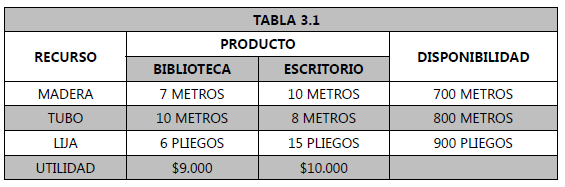 TABLA 3.1
RECURSO PRODUCTO DISPONIBILIDAD
BIBLIOTECA ESCRITORIO
MADERA 7 METROS 10 METROS 700 METROS
TUBO 10 METROS 8 METROS 800 METROS
LIJA 6 PLIEGOS 15 PLIEGOS 900 PLIEGOS
UTILIDAD $9.000 $10.000